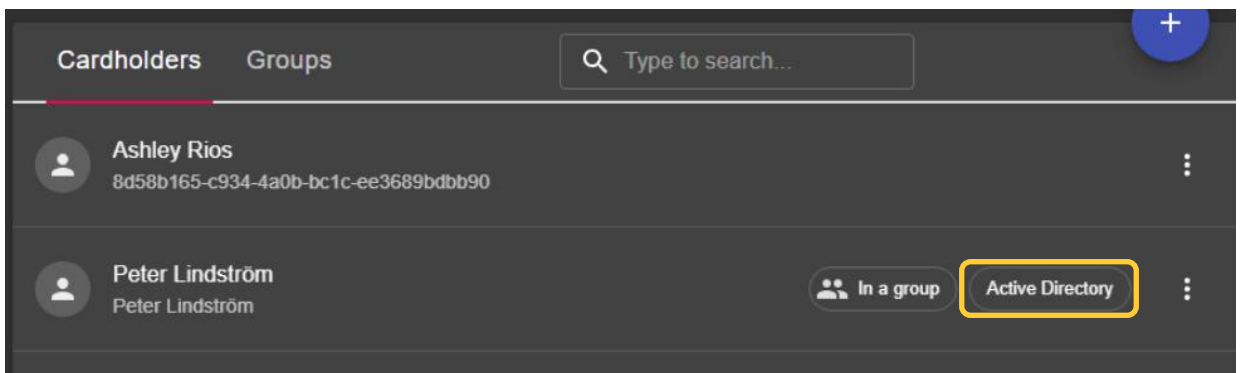 Cardholders Groups Type to search... +
Ashley Rios
8d58b165-c934-4a0b-bc1c-ee3689bdbb90
Peter Lindström
Peter Lindström
In a group Active Directory